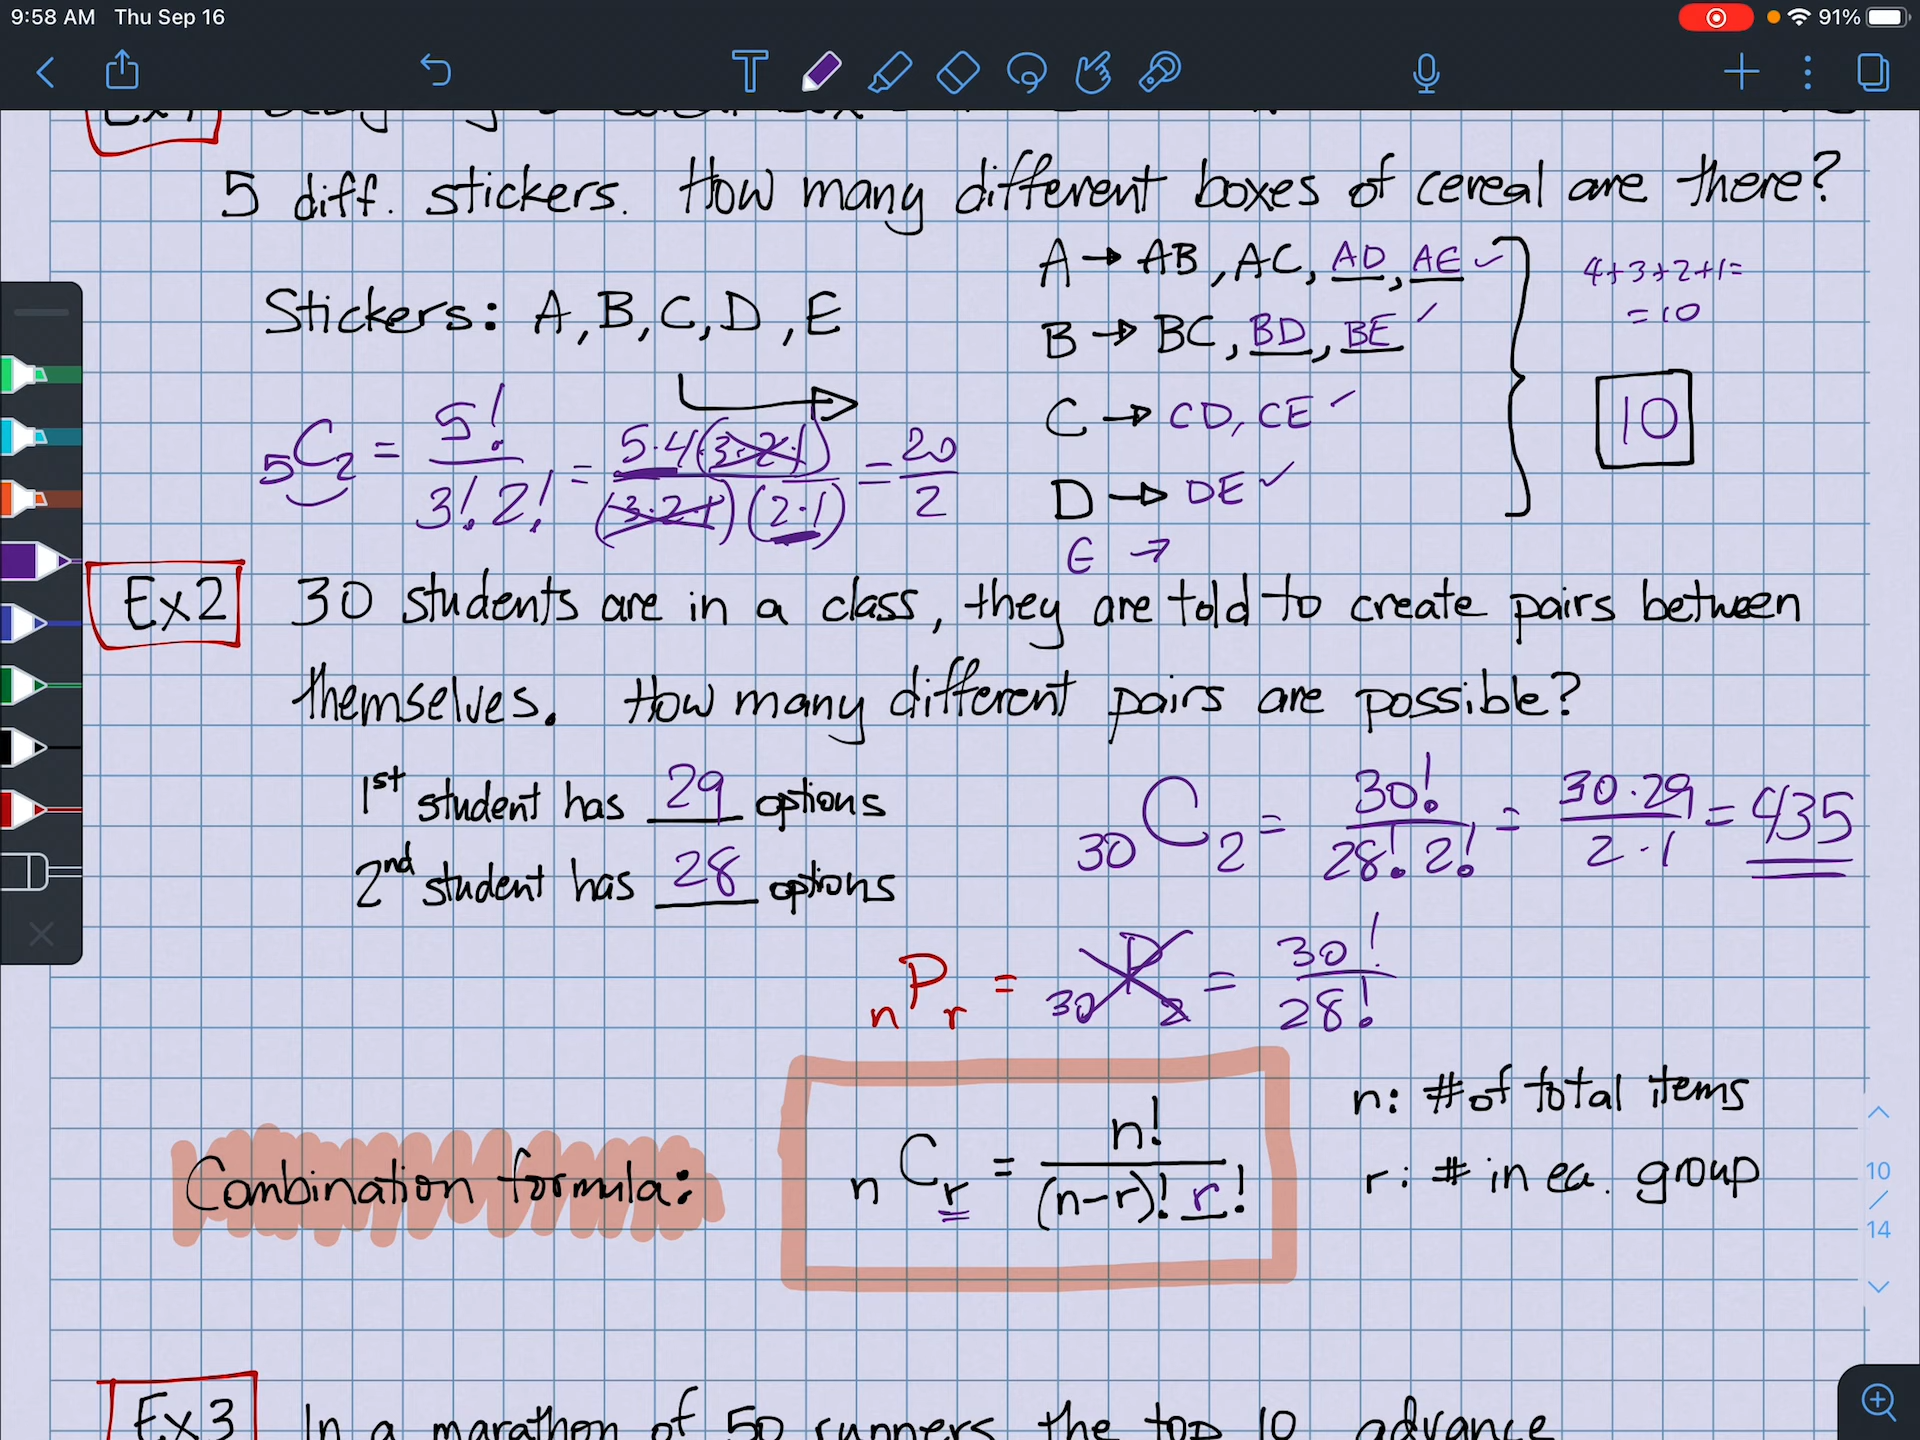 9:58 AM Thu Sep 16
91%
5 diff. stickers. How many different boxes of cereal are there?
Stickers: A, B, C, D, E
A → AB, AC, AD, AE ✓
B → BC, BD, BE ✓
C → CD, CE ✓
D → DE ✓
E →
4+3+2+1=
= 10
10
5C2 = 5!/3!2! = 5·4(3·2·1)/(3·2·1)(2·1) = 20/2
Ex2 30 students are in a class, they are told to create pairs between
themselves. How many different pairs are possible?
1st student has 29 options
2nd student has 28 options
30C2 = 30!/28!2! = 30·29/2·1 = 435
nPr = 30P2 = 30!/28!
Combination formula: nCr = n!/(n-r)! r!
n: # of total items
r: # in ea. group
10
/
14
Ex3 In a marathon of 50 runners the top 10 advance